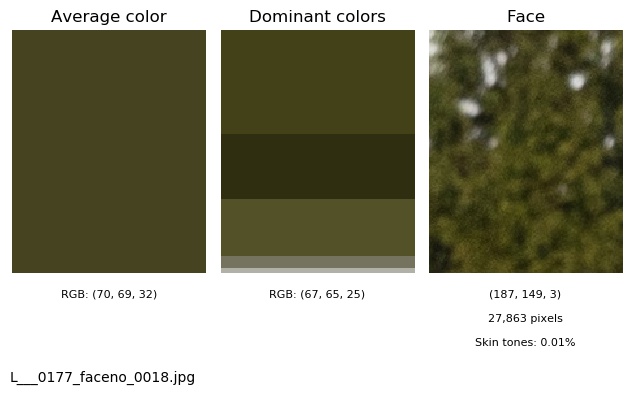 Average color
Dominant colors
Face
RGB: (70, 69, 32)
RGB: (67, 65, 25)
(187, 149, 3)
27,863 pixels
Skin tones: 0.01%
L___0177_faceno_0018.jpg